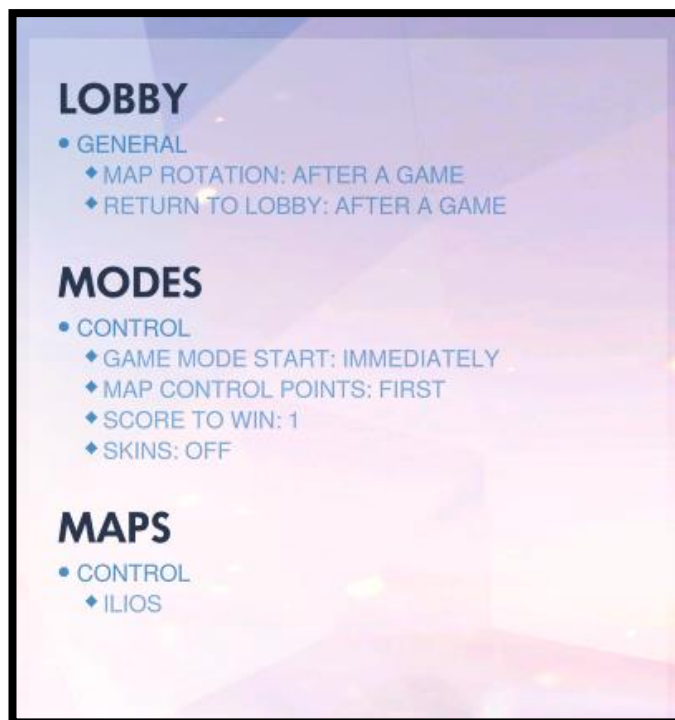 LOBBY
GENERAL
MAP ROTATION: AFTER A GAME
RETURN TO LOBBY: AFTER A GAME
MODES
CONTROL
GAME MODE START: IMMEDIATELY
MAP CONTROL POINTS: FIRST
SCORE TO WIN: 1
SKINS: OFF
MAPS
CONTROL
ILIOS